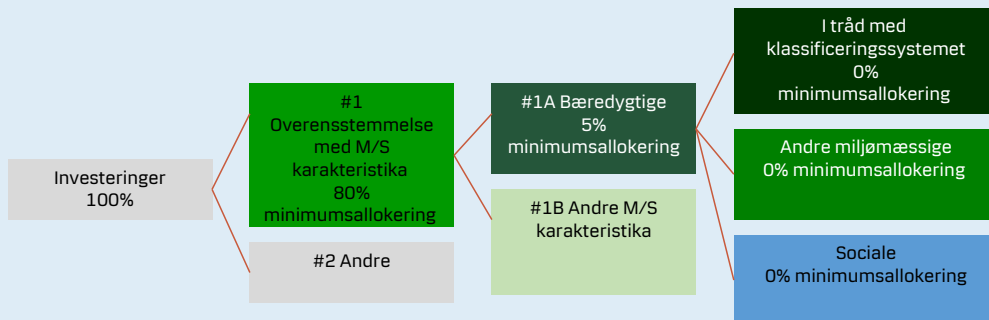 Investeringer
100%
#1
Overensstemmelse
med M/S
karakteristika
80%
minimumsallokering
#2 Andre
#1A Bæredygtige
5%
minimumsallokering
#1B Andre M/S
karakteristika
I tråd med
klassificeringssystemet
0%
minimumsallokering
Andre miljømæssige
0% minimumsallokering
Sociale
0% minimumsallokering